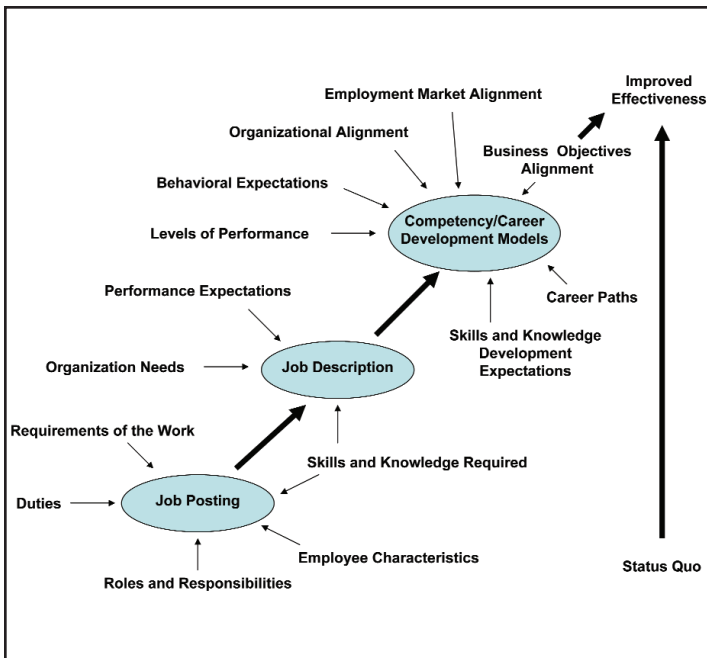 Improved
Effectiveness
Employment Market Alignment
Organizational Alignment
Business Objectives
Alignment
Behavioral Expectations
Competency/Career
Development Models
Levels of Performance
Career Paths
Performance Expectations
Skills and Knowledge
Development
Expectations
Organization Needs
Job Description
Requirements of the Work
Skills and Knowledge Required
Duties
Job Posting
Employee Characteristics
Status Quo
Roles and Responsibilities